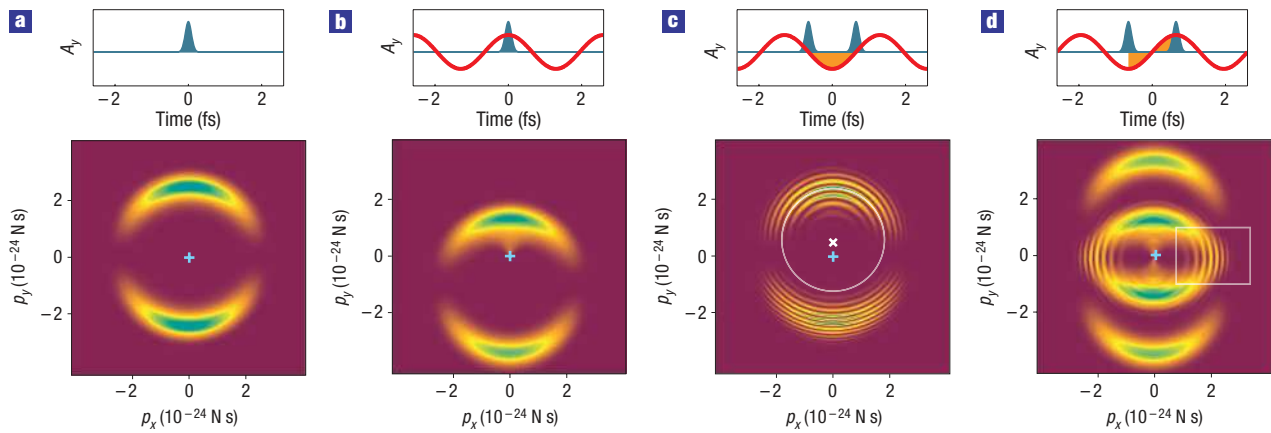 a
b
c
d
A_y
A_y
A_y
A_y
−2 0 2
−2 0 2
−2 0 2
−2 0 2
Time (fs)
Time (fs)
Time (fs)
Time (fs)
p_y (10⁻²⁴ N s)
2
0
−2
p_y (10⁻²⁴ N s)
2
0
−2
p_y (10⁻²⁴ N s)
2
0
−2
p_y (10⁻²⁴ N s)
2
0
−2
−2 0 2
−2 0 2
−2 0 2
−2 0 2
p_x (10⁻²⁴ N s)
p_x (10⁻²⁴ N s)
p_x (10⁻²⁴ N s)
p_x (10⁻²⁴ N s)